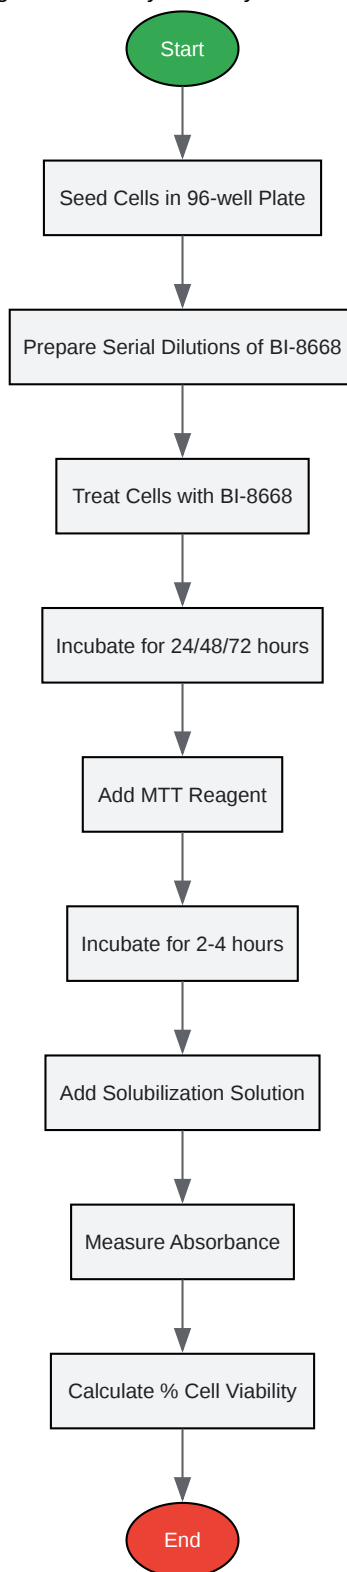 Start
Seed Cells in 96-well Plate
Prepare Serial Dilutions of BI-8668
Treat Cells with BI-8668
Incubate for 24/48/72 hours
Add MTT Reagent
Incubate for 2-4 hours
Add Solubilization Solution
Measure Absorbance
Calculate % Cell Viability
End